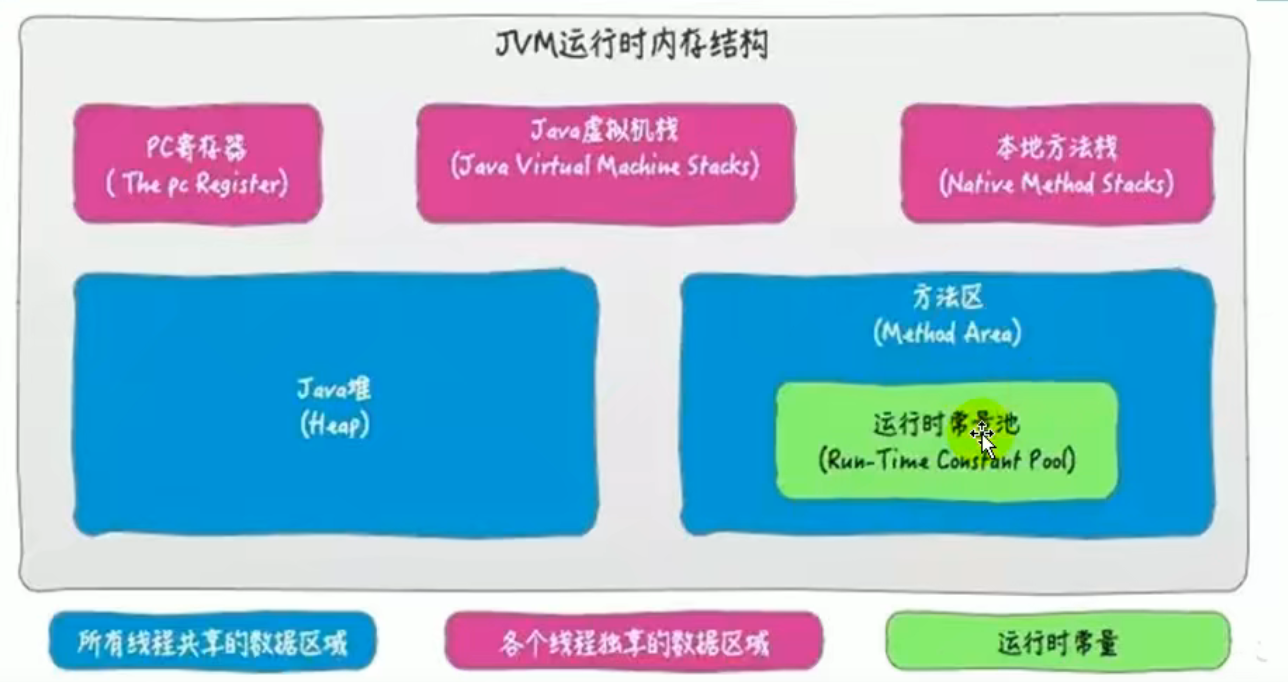 JVM运行时内存结构
PC寄存器
( The pc Register)
Java虚拟机栈
(Java Virtual Machine Stacks)
本地方法栈
(Native Method Stacks)
Java堆
(Heap)
方法区
(Method Area)
运行时常量池
(Run-Time Constant Pool)
所有线程共享的数据区域
各个线程独享的数据区域
运行时常量